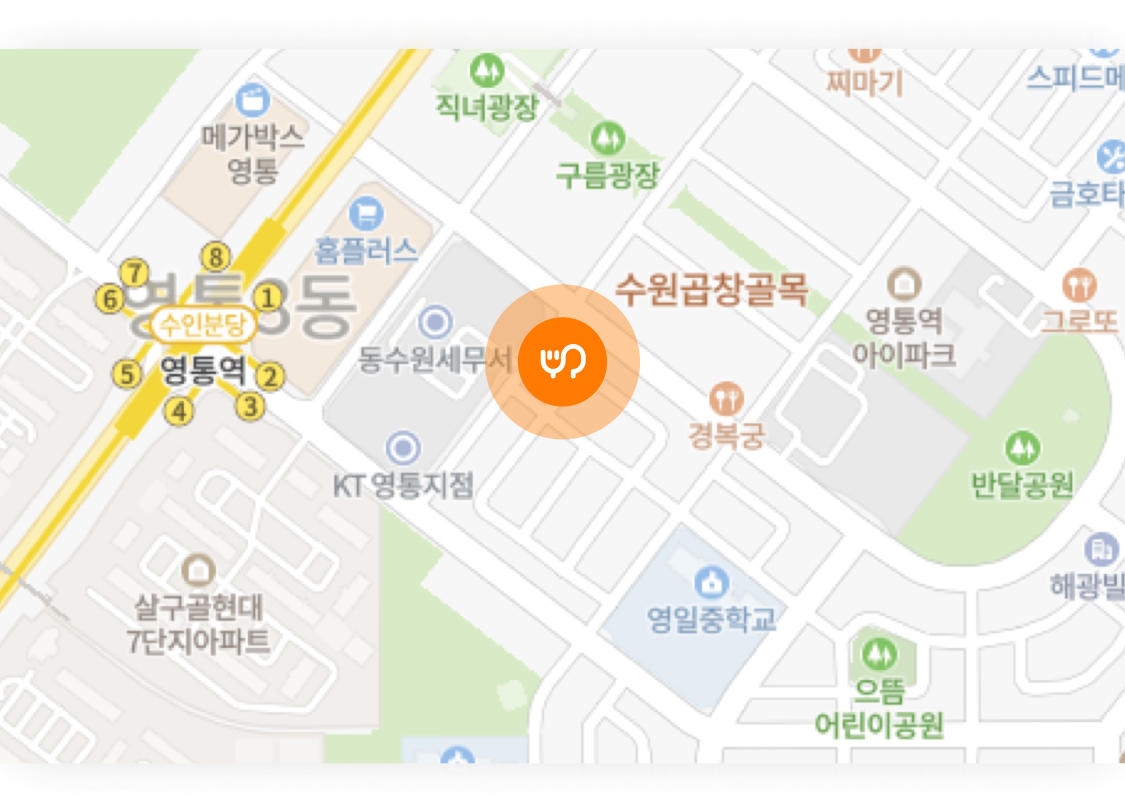 찌마기
스피드메
직녀광장
메가박스
영통
구름광장
금호타
홈플러스
8
7
6
1
영통3동
수인분당
수원곱창골목
영통역
아이파크
그로또
동수원세무서
5
영통역
2
4
3
경복궁
KT 영통지점
반달공원
해광빌
살구골현대
7단지아파트
영일중학교
으뜸
어린이공원